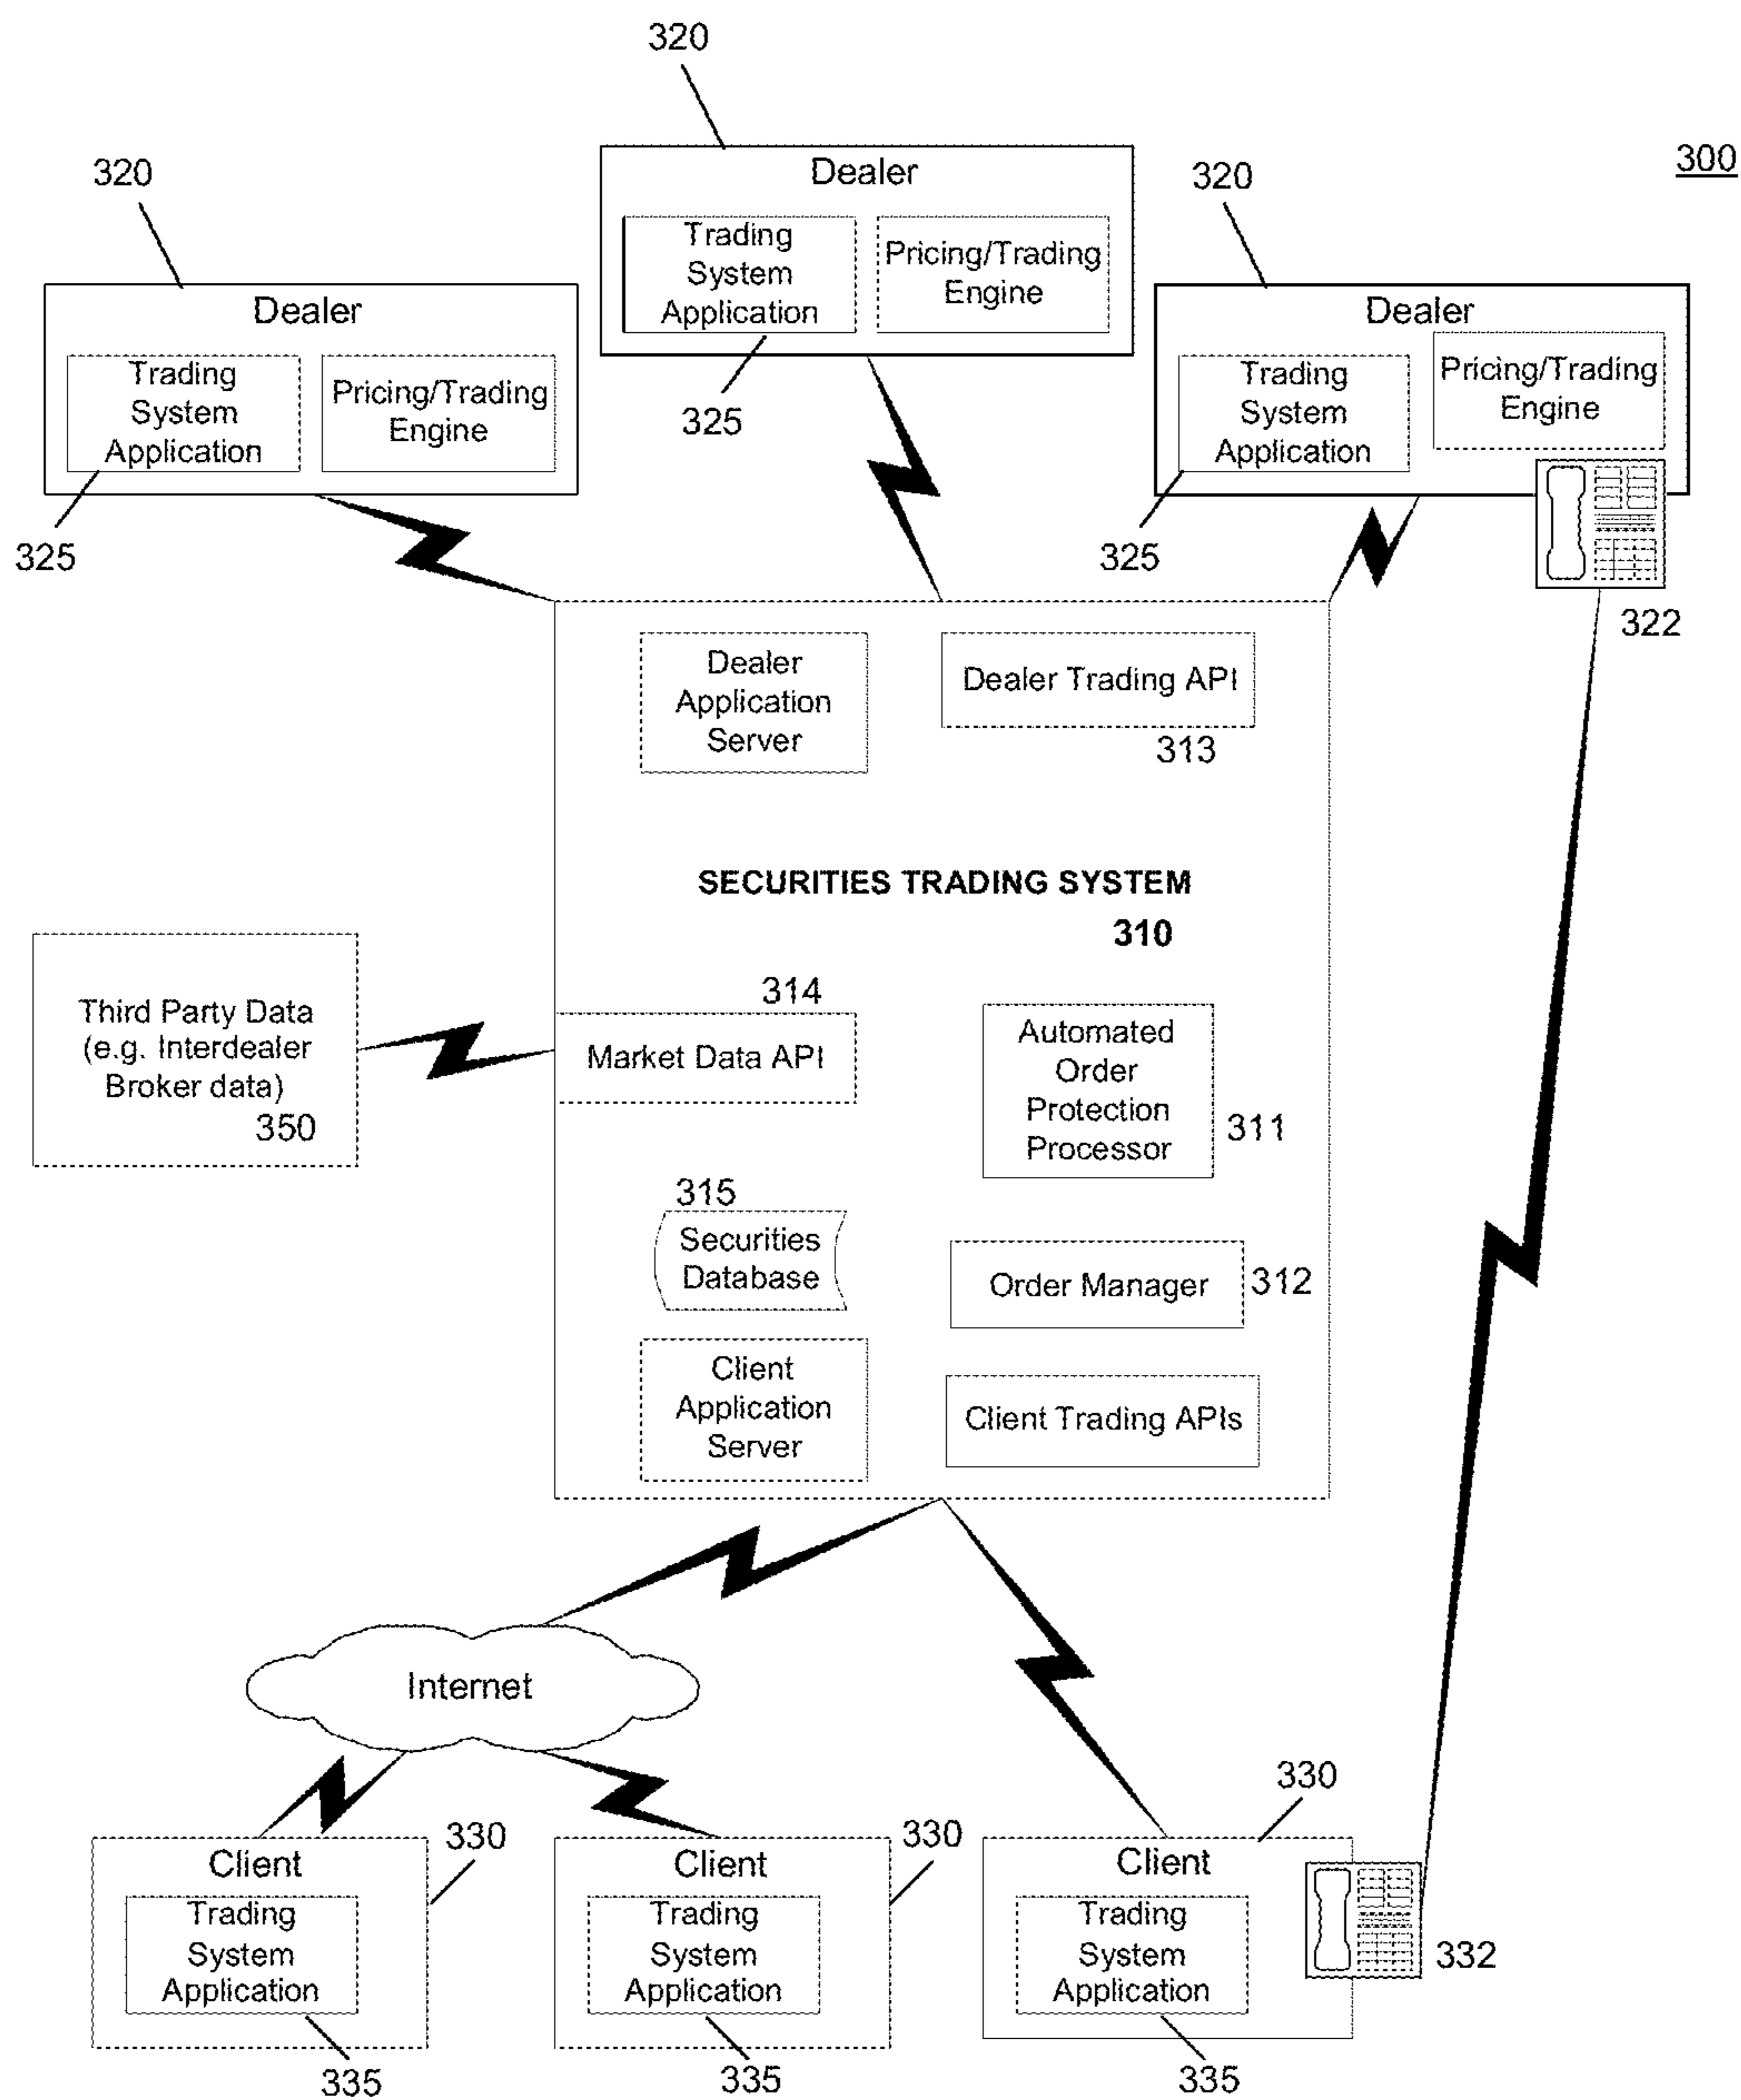 320
320
Dealer
300
320
Trading
System
Application
Pricing/Trading
Engine
Dealer
Dealer
Trading
System
Application
Pricing/Trading
Engine
325
Trading
System
Application
Pricing/Trading
Engine
325
325
322
Dealer
Application
Server
Dealer Trading API
313
SECURITIES TRADING SYSTEM
310
Third Party Data
(e.g. Interdealer
Broker data)
350
314
Market Data API
Automated
Order
Protection
Processor
311
315
Securities
Database
Order Manager
312
Client
Application
Server
Client Trading APIs
Internet
330
Client
Trading
System
Application
335
330
Client
Trading
System
Application
335
330
Client
Trading
System
Application
335
332